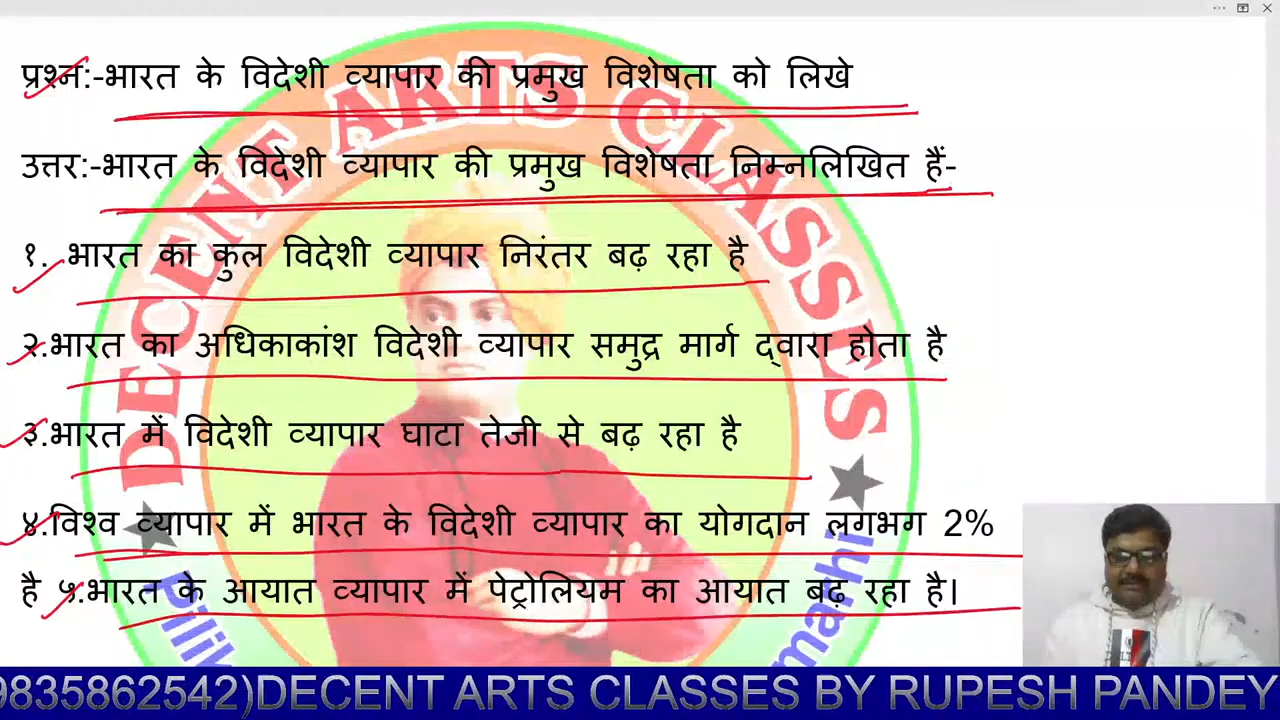 प्रश्न:-भारत के विदेशी व्यापार की प्रमुख विशेषता को लिखे
उत्तर:-भारत के विदेशी व्यापार की प्रमुख विशेषता निम्नलिखित हैं-
१. भारत का कुल विदेशी व्यापार निरंतर बढ़ रहा है
२.भारत का अधिकाकांश विदेशी व्यापार समुद्र मार्ग द्वारा होता है
३.भारत में विदेशी व्यापार घाटा तेजी से बढ़ रहा है
४.विश्व व्यापार में भारत के विदेशी व्यापार का योगदान लगभग 2%
है ५.भारत के आयात व्यापार में पेट्रोलियम का आयात बढ़ रहा है।
DECENT ARTS CLASSES
9835862542)DECENT ARTS CLASSES BY RUPESH PANDEY